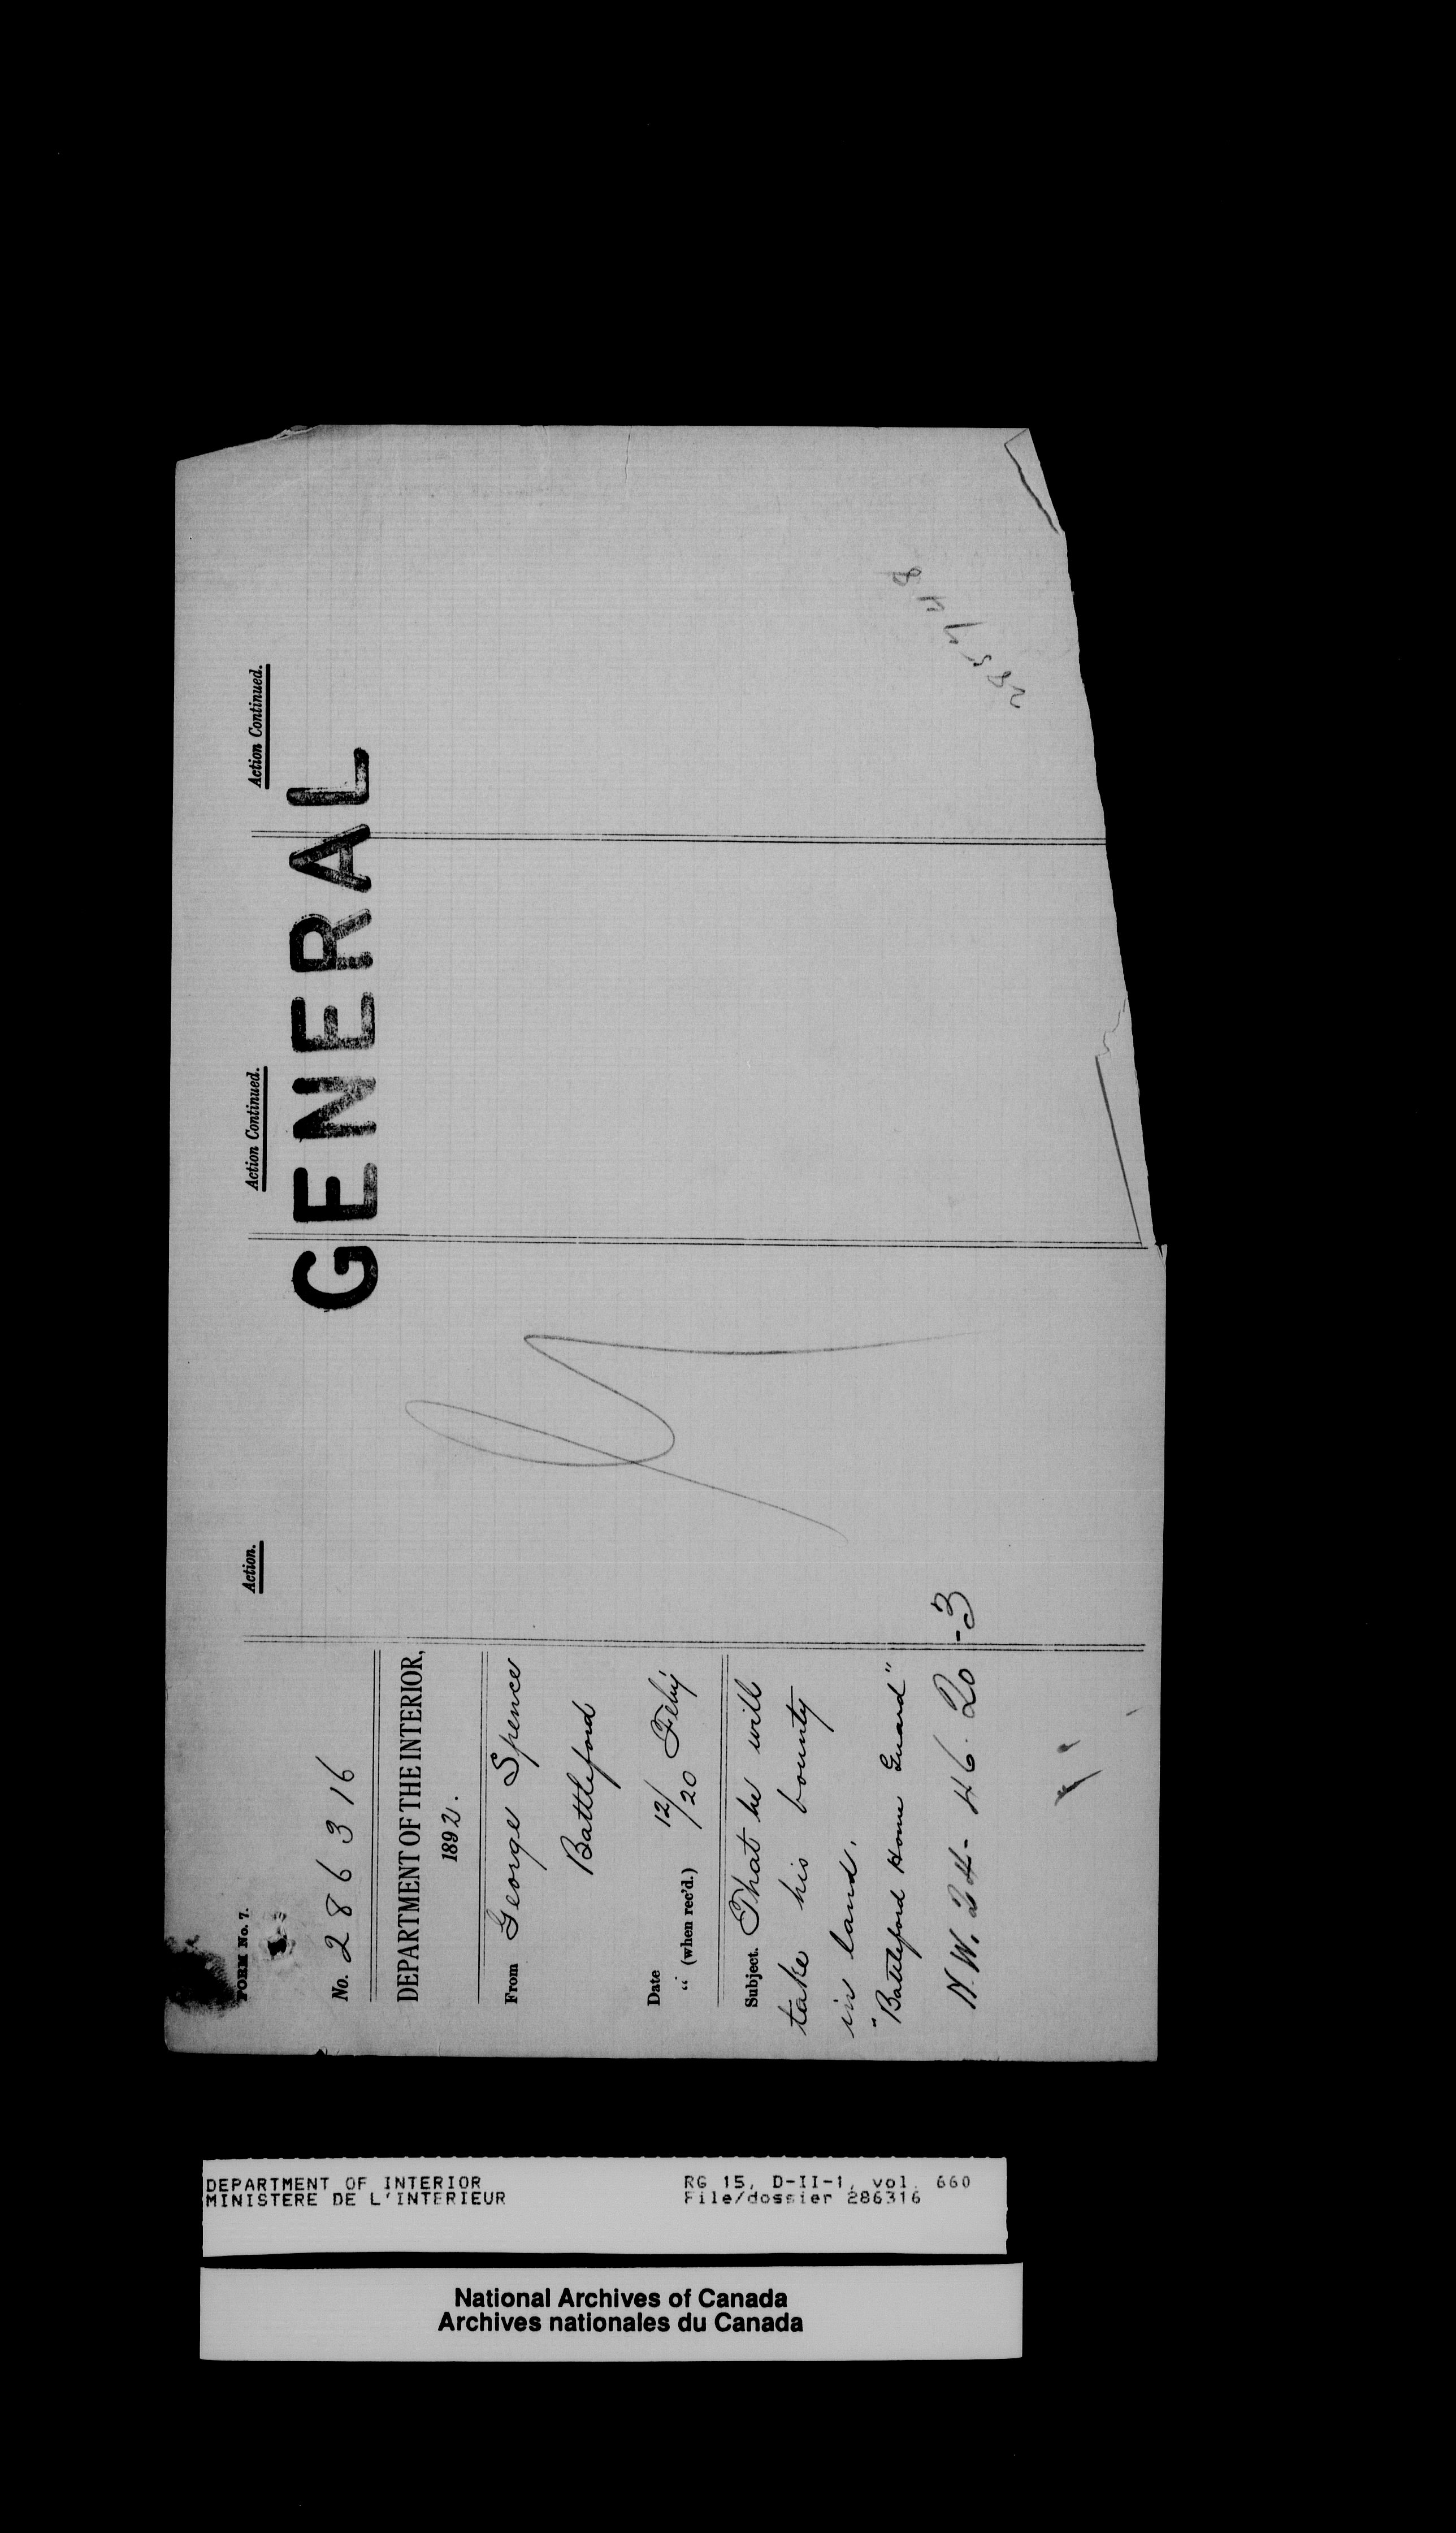 FORM No. 7.
No. 286316
DEPARTMENT OF THE INTERIOR,
1892.
From George Spence
Battleford
Date 12/
" (when rec'd.) /20 Feby
Subject. That he will
take his bounty
in land.
"Battleford Home Guard"
N.W. 24-46.20-3
Action.
Action Continued.
Action Continued.
GENERAL
DEPARTMENT OF INTERIOR
MINISTERE DE L'INTERIEUR
RG 15, D-II-1, vol. 660
File/dossier 286316
National Archives of Canada
Archives nationales du Canada